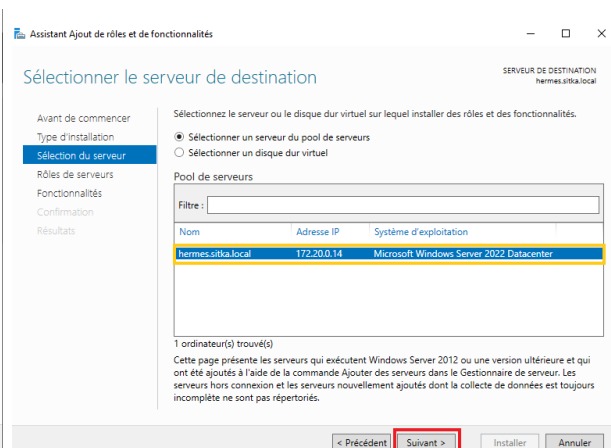 Assistant Ajout de rôles et de fonctionnalités
Sélectionner le serveur de destination
SERVEUR DE DESTINATION
hermes.sitka.local
Avant de commencer
Type d'installation
Sélection du serveur
Rôles de serveurs
Fonctionnalités
Confirmation
Résultats
Sélectionnez le serveur ou le disque dur virtuel sur lequel installer des rôles et des fonctionnalités.
Sélectionner un serveur du pool de serveurs
Sélectionner un disque dur virtuel
Pool de serveurs
Filtre :
Nom Adresse IP Système d'exploitation
hermes.sitka.local 172.20.0.14 Microsoft Windows Server 2022 Datacenter
1 ordinateur(s) trouvé(s)
Cette page présente les serveurs qui exécutent Windows Server 2012 ou une version ultérieure et qui
ont été ajoutés à l'aide de la commande Ajouter des serveurs dans le Gestionnaire de serveur. Les
serveurs hors connexion et les serveurs nouvellement ajoutés dont la collecte de données est toujours
incomplète ne sont pas répertoriés.
< Précédent Suivant > Installer Annuler